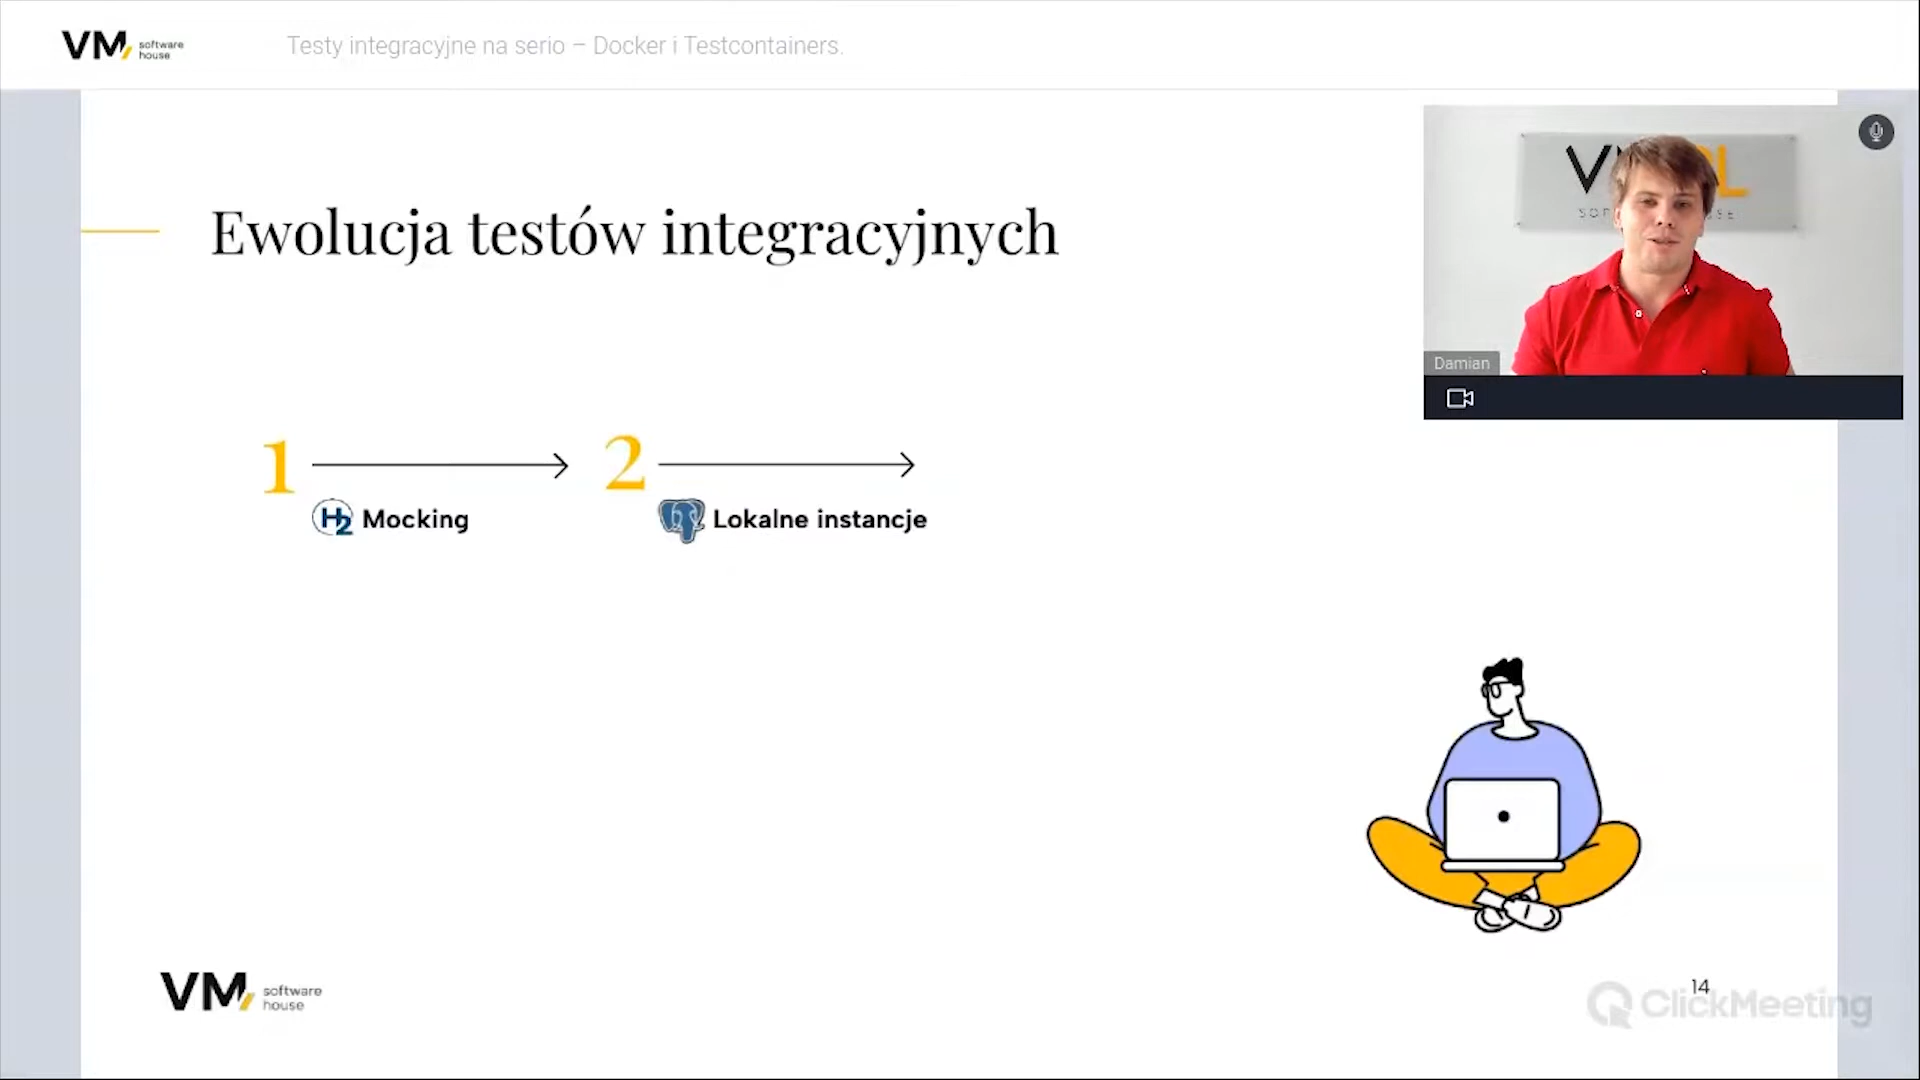 VM software house
Testy integracyjne na serio – Docker i Testcontainers.
Ewolucja testów integracyjnych
1
2
H2 Mocking
Lokalne instancje
Damian
VM software house
14
ClickMeeting